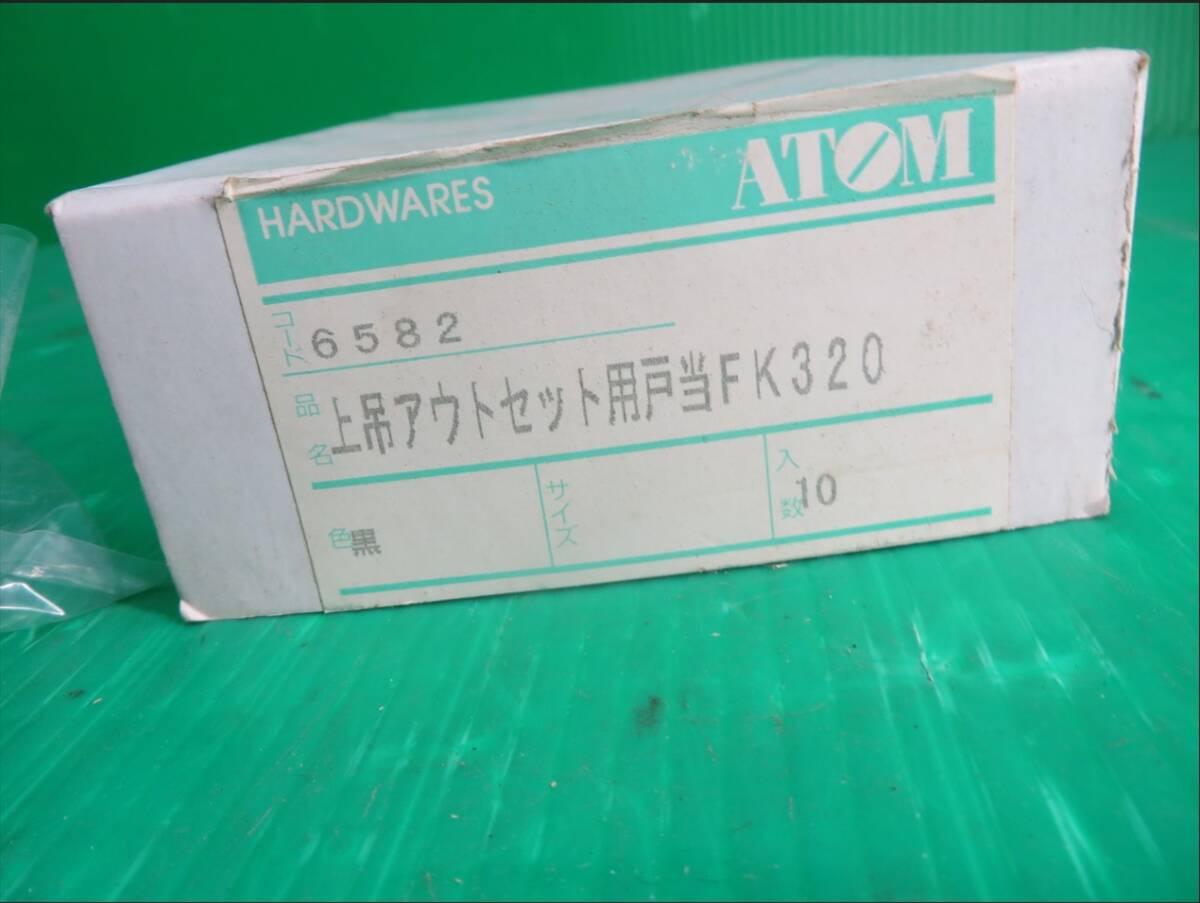 HARDWARES ATOM
コード 6582
品名 上吊アウトセット用戸当FK320
色 黒 サイズ 入数 10